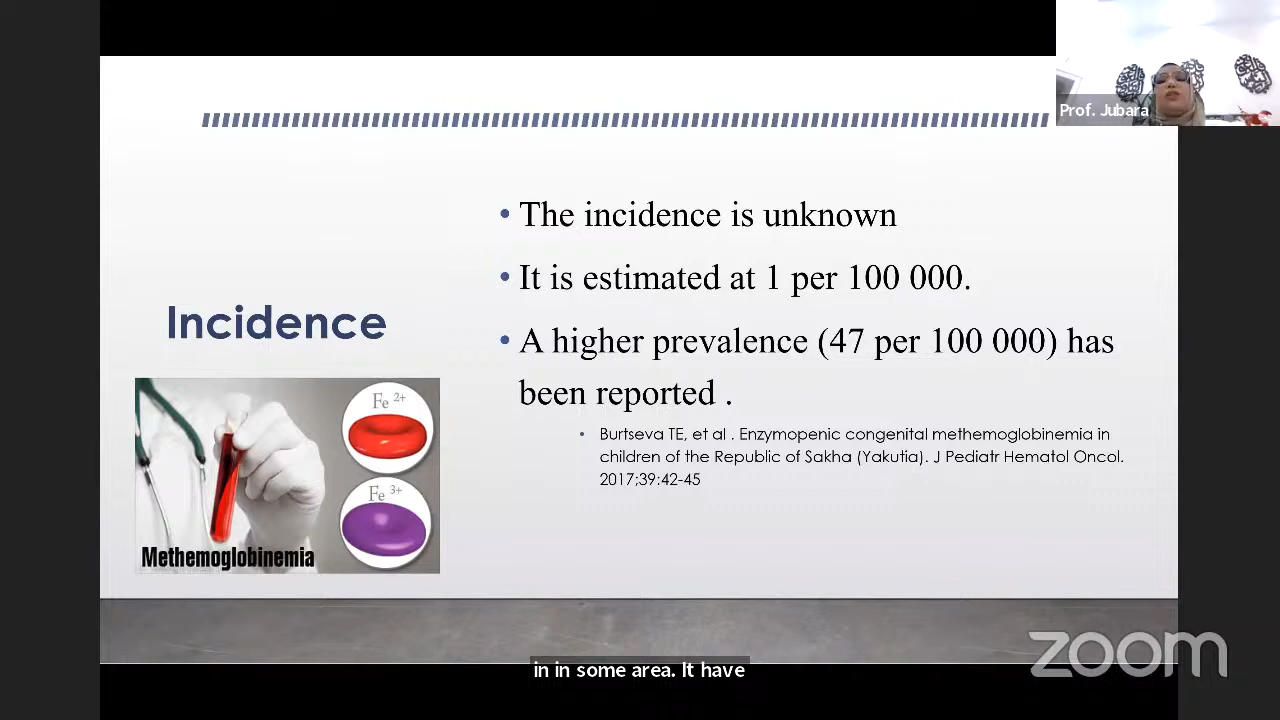 Prof. Jubara
• The incidence is unknown
• It is estimated at 1 per 100 000.
Incidence
• A higher prevalence (47 per 100 000) has
been reported .
• Burtseva TE, et al . Enzymopenic congenital methemoglobinemia in
children of the Republic of Sakha (Yakutia). J Pediatr Hematol Oncol.
2017;39:42-45
Fe 2+
Fe 3+
Methemoglobinemia
zoom
in in some area. It have